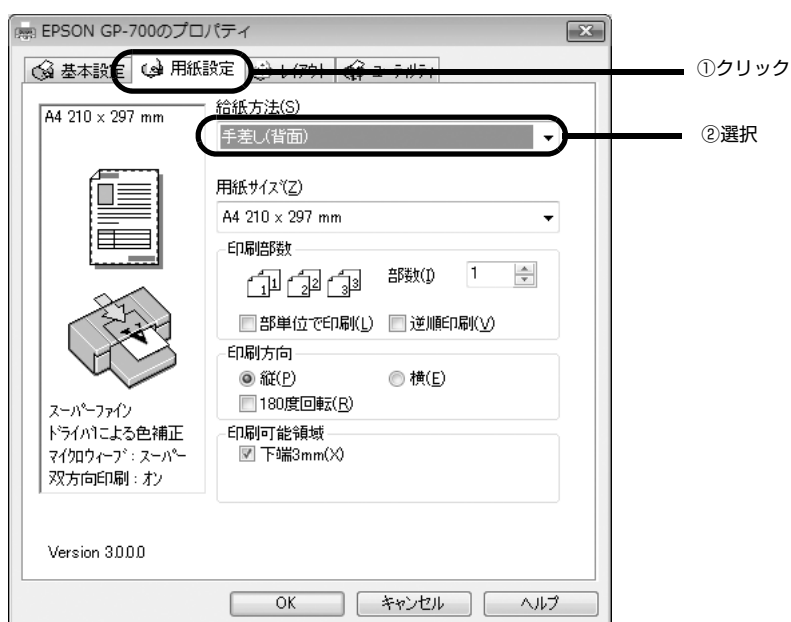 EPSON GP-700のプロパティ
基本設定 用紙設定 レイアウト ユーティリティ
①クリック
A4 210 x 297 mm
給紙方法(S)
手差し(背面)
②選択
用紙サイズ(Z)
A4 210 x 297 mm
印刷部数
1 1 2 2 3 3
部数(I) 1
部単位で印刷(L) 逆順印刷(V)
印刷方向
縦(P) 横(E)
180度回転(R)
印刷可能領域
下端3mm(X)
スーパーファイン
ドライバによる色補正
マイクロウィーブ:スーパー
双方向印刷:オン
Version 3.0.0.0
OK キャンセル ヘルプ